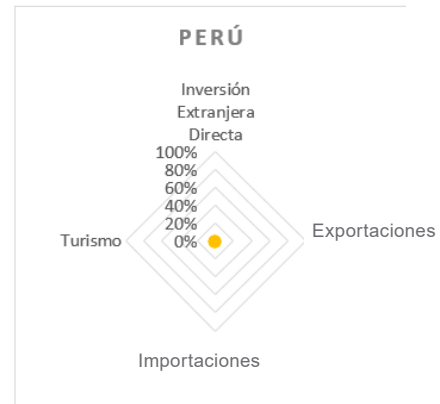 PERÚ
Inversión
Extranjera
Directa
100%
80%
60%
40%
20%
0%
Turismo
Exportaciones
Importaciones